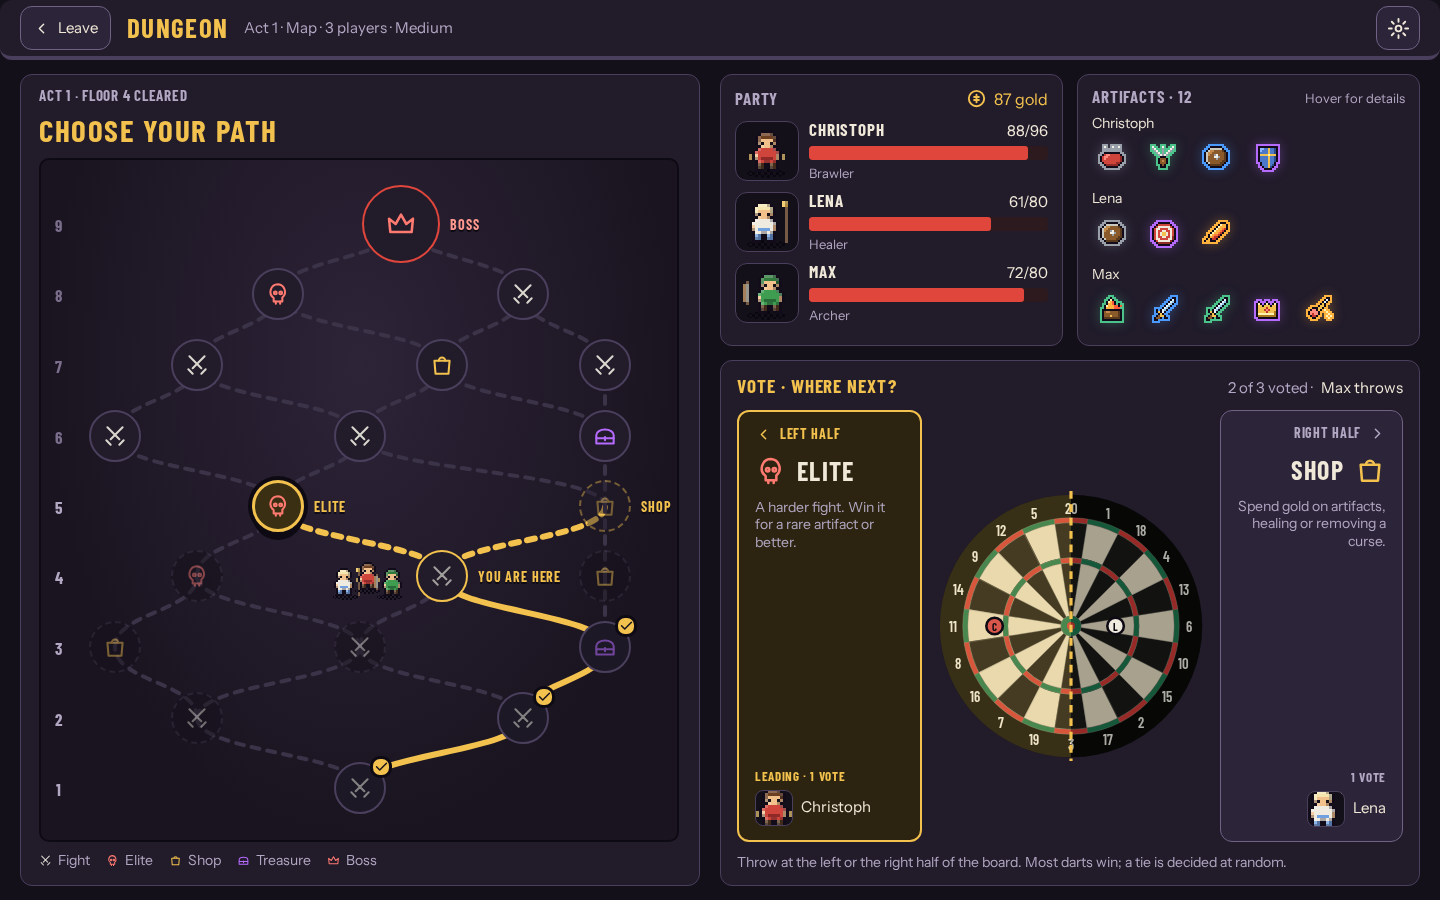 Leave
DUNGEON
Act 1 · Map · 3 players · Medium
ACT 1 · FLOOR 4 CLEARED
CHOOSE YOUR PATH
9
BOSS
8
7
6
5
ELITE
SHOP
4
YOU ARE HERE
3
2
1
Fight
Elite
Shop
Treasure
Boss
PARTY
87 gold
CHRISTOPH
88/96
Brawler
LENA
61/80
Healer
MAX
72/80
Archer
ARTIFACTS · 12
Hover for details
Christoph
Lena
Max
VOTE · WHERE NEXT?
2 of 3 voted · Max throws
LEFT HALF
ELITE
A harder fight. Win it
for a rare artifact or
better.
LEADING · 1 VOTE
Christoph
20
1
18
4
13
6
10
15
2
17
3
19
7
16
8
11
14
9
12
5
C
L
RIGHT HALF
SHOP
Spend gold on artifacts,
healing or removing a
curse.
1 VOTE
Lena
Throw at the left or the right half of the board. Most darts win; a tie is decided at random.